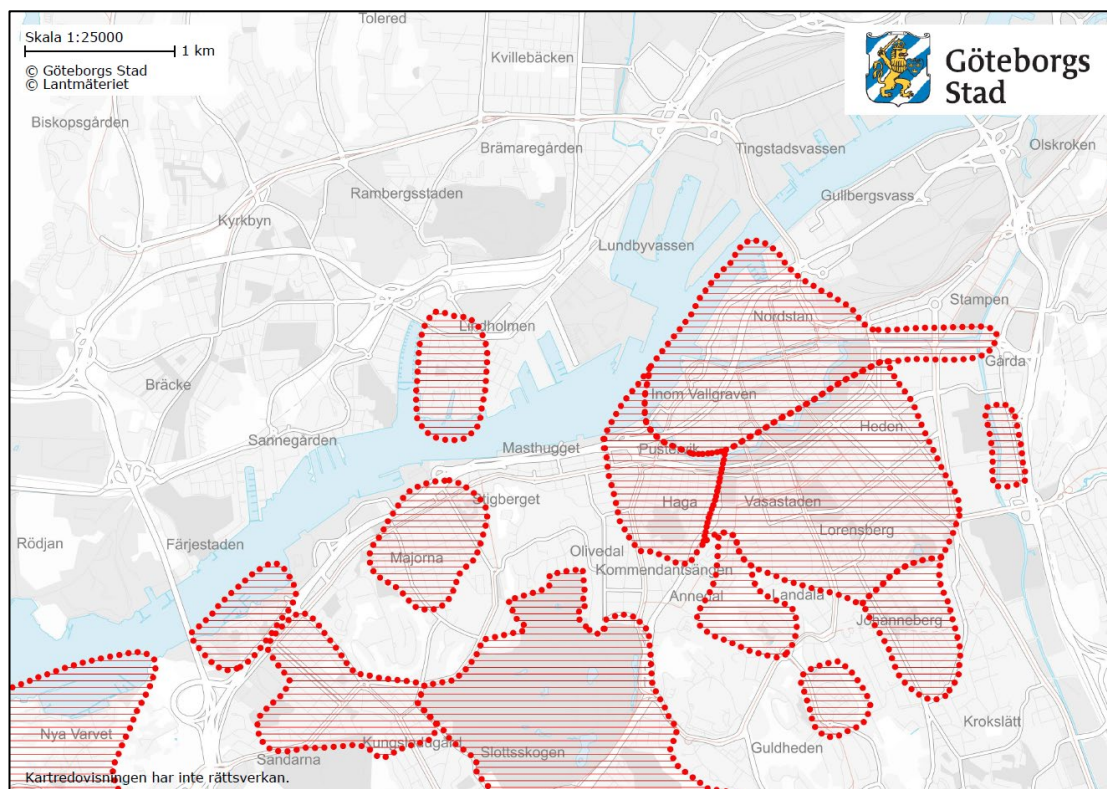 Tolered
Skala 1:25000
1 km
Kvillebäcken
© Göteborgs Stad
© Lantmäteriet
Göteborgs
Stad
Biskopsgården
Brämaregården
Tingstadsvassen
Olskroken
Rambergsstaden
Gullbergsvass
Kyrkbyn
Lundbyvassen
Stampen
Nordstan
Lindholmen
Gårda
Bräcke
Inom Vallgraven
Heden
Sannegården
Masthugget
Pustervik
Stigberget
Haga
Vasastaden
Lorensberg
Rödjan
Färjestaden
Majorna
Olivedal
Kommendantsängen
Annedal
Landala
Johanneberg
Nya Varvet
Kungsladugård
Slottsskogen
Sandarna
Guldheden
Krokslätt
Kartredovisningen har inte rättsverkan.